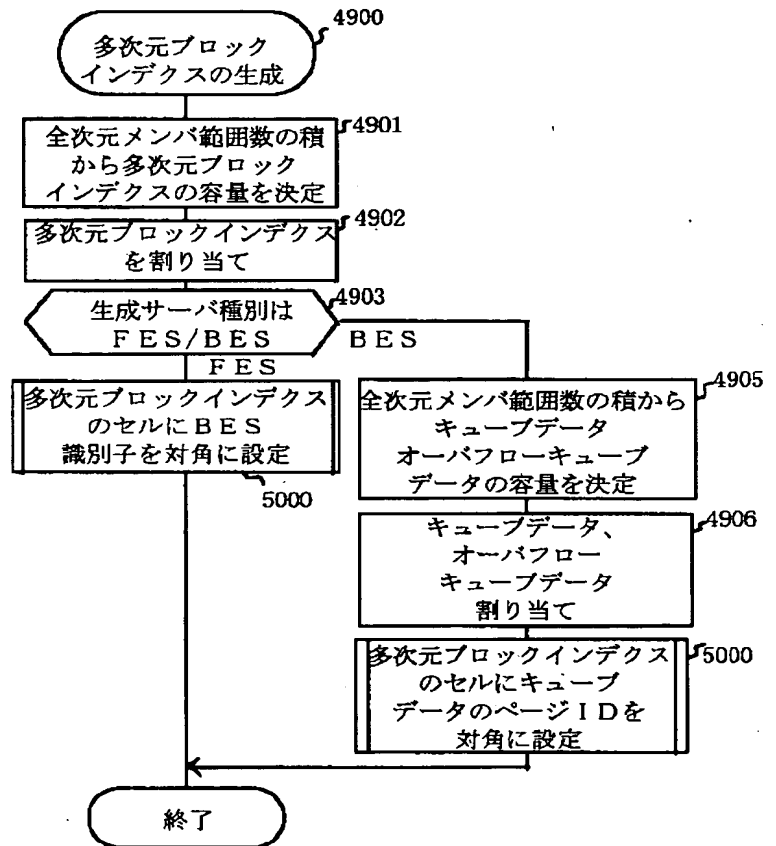 4900
多次元ブロック
インデクスの生成
4901
全次元メンバ範囲数の積
から多次元ブロック
インデクスの容量を決定
4902
多次元ブロックインデクス
を割り当て
4903
生成サーバ種別は
ＦＥＳ/ＢＥＳ
ＢＥＳ
ＦＥＳ
多次元ブロックインデクス
のセルにＢＥＳ
識別子を対角に設定
5000
4905
全次元メンバ範囲数の積から
キューブデータ
オーバフローキューブ
データの容量を決定
4906
キューブデータ、
オーバフロー
キューブデータ
割り当て
5000
多次元ブロックインデクス
のセルにキューブ
データのページＩＤを
対角に設定
終了